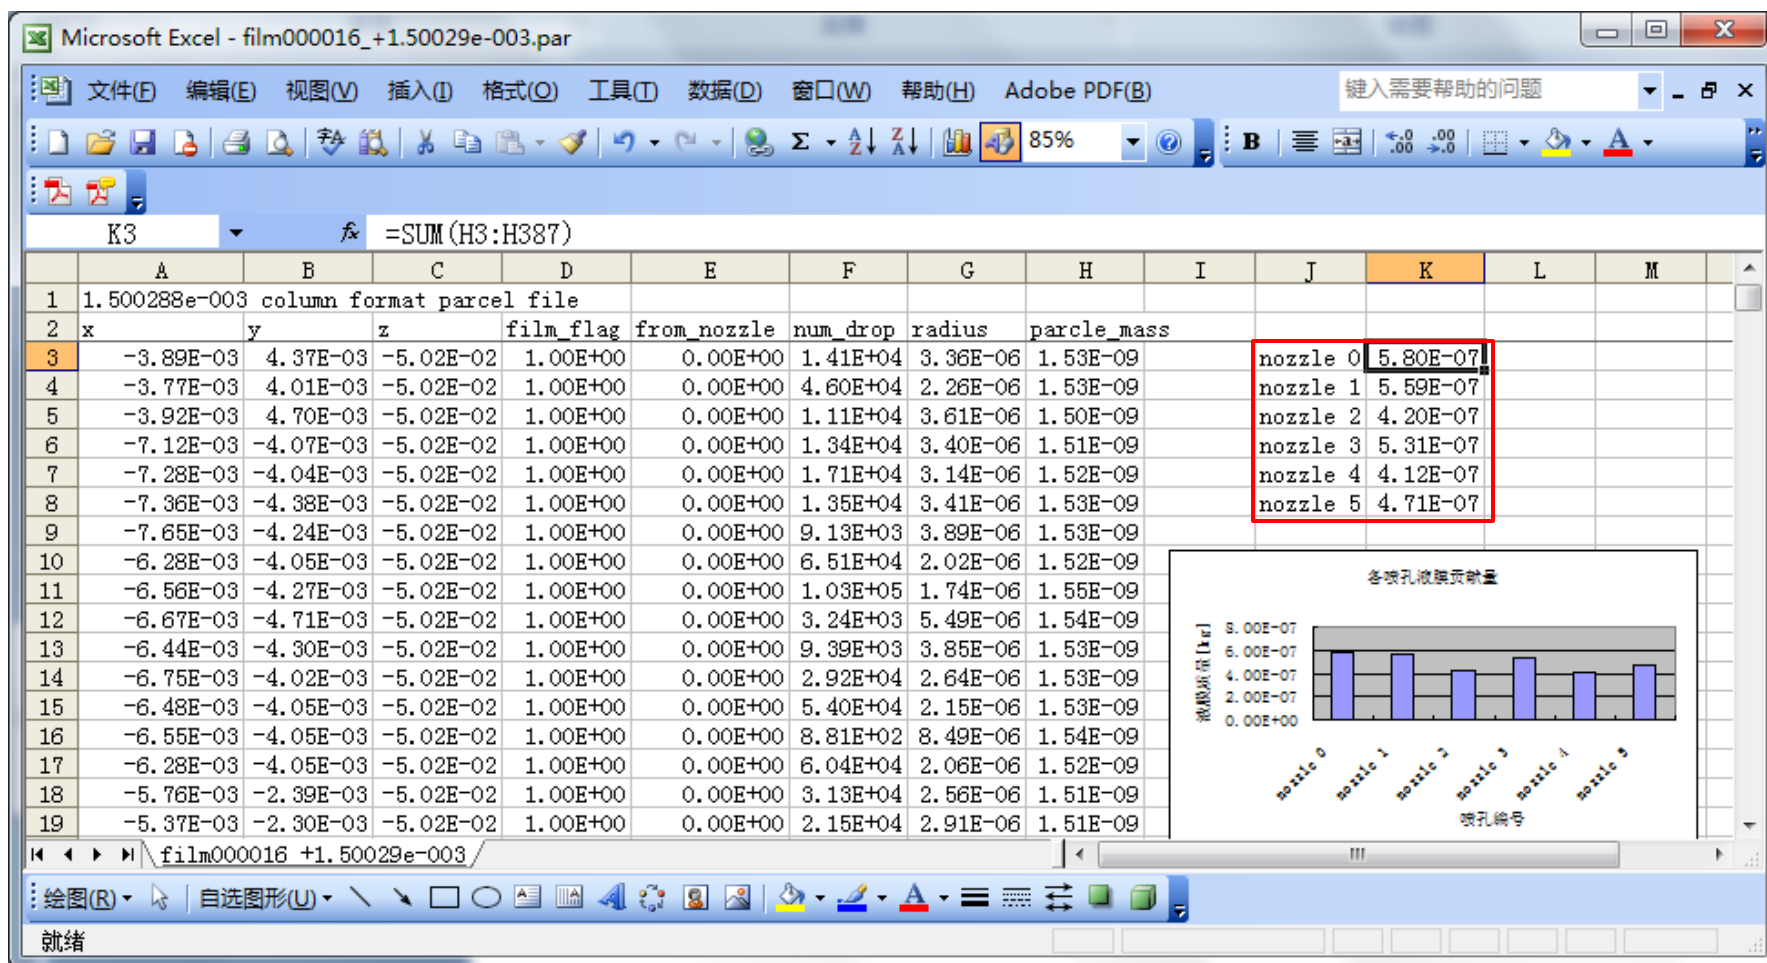 Microsoft Excel - film000016_+1.50029e-003.par
文件(F) 编辑(E) 视图(V) 插入(I) 格式(O) 工具(T) 数据(D) 窗口(W) 帮助(H) Adobe PDF(B) 键入需要帮助的问题
85%
K3 fx =SUM(H3:H387)
A B C D E F G H I J K L M
1 1.500288e-003 column format parcel file
2 x y z film_flag from_nozzle num_drop radius parcle_mass
3 -3.89E-03 4.37E-03 -5.02E-02 1.00E+00 0.00E+00 1.41E+04 3.36E-06 1.53E-09 nozzle 0 5.80E-07
4 -3.77E-03 4.01E-03 -5.02E-02 1.00E+00 0.00E+00 4.60E+04 2.26E-06 1.53E-09 nozzle 1 5.59E-07
5 -3.92E-03 4.70E-03 -5.02E-02 1.00E+00 0.00E+00 1.11E+04 3.61E-06 1.50E-09 nozzle 2 4.20E-07
6 -7.12E-03 -4.07E-03 -5.02E-02 1.00E+00 0.00E+00 1.34E+04 3.40E-06 1.51E-09 nozzle 3 5.31E-07
7 -7.28E-03 -4.04E-03 -5.02E-02 1.00E+00 0.00E+00 1.71E+04 3.14E-06 1.52E-09 nozzle 4 4.12E-07
8 -7.36E-03 -4.38E-03 -5.02E-02 1.00E+00 0.00E+00 1.35E+04 3.41E-06 1.53E-09 nozzle 5 4.71E-07
9 -7.65E-03 -4.24E-03 -5.02E-02 1.00E+00 0.00E+00 9.13E+03 3.89E-06 1.53E-09
10 -6.28E-03 -4.05E-03 -5.02E-02 1.00E+00 0.00E+00 6.51E+04 2.02E-06 1.52E-09
11 -6.56E-03 -4.27E-03 -5.02E-02 1.00E+00 0.00E+00 1.03E+05 1.74E-06 1.55E-09
12 -6.67E-03 -4.71E-03 -5.02E-02 1.00E+00 0.00E+00 3.24E+03 5.49E-06 1.54E-09
13 -6.44E-03 -4.30E-03 -5.02E-02 1.00E+00 0.00E+00 9.39E+03 3.85E-06 1.53E-09
14 -6.75E-03 -4.02E-03 -5.02E-02 1.00E+00 0.00E+00 2.92E+04 2.64E-06 1.53E-09
15 -6.48E-03 -4.05E-03 -5.02E-02 1.00E+00 0.00E+00 5.40E+04 2.15E-06 1.53E-09
16 -6.55E-03 -4.05E-03 -5.02E-02 1.00E+00 0.00E+00 8.81E+02 8.49E-06 1.54E-09
17 -6.28E-03 -4.05E-03 -5.02E-02 1.00E+00 0.00E+00 6.04E+04 2.06E-06 1.52E-09
18 -5.76E-03 -2.39E-03 -5.02E-02 1.00E+00 0.00E+00 3.13E+04 2.56E-06 1.51E-09
19 -5.37E-03 -2.30E-03 -5.02E-02 1.00E+00 0.00E+00 2.15E+04 2.91E-06 1.51E-09
各喷孔液膜贡献量
液膜质量[kg]
8.00E-07
6.00E-07
4.00E-07
2.00E-07
0.00E+00
nozzle 0 nozzle 1 nozzle 2 nozzle 3 nozzle 4 nozzle 5
喷孔编号
film000016_+1.50029e-003
绘图(R) 自选图形(U)
就绪